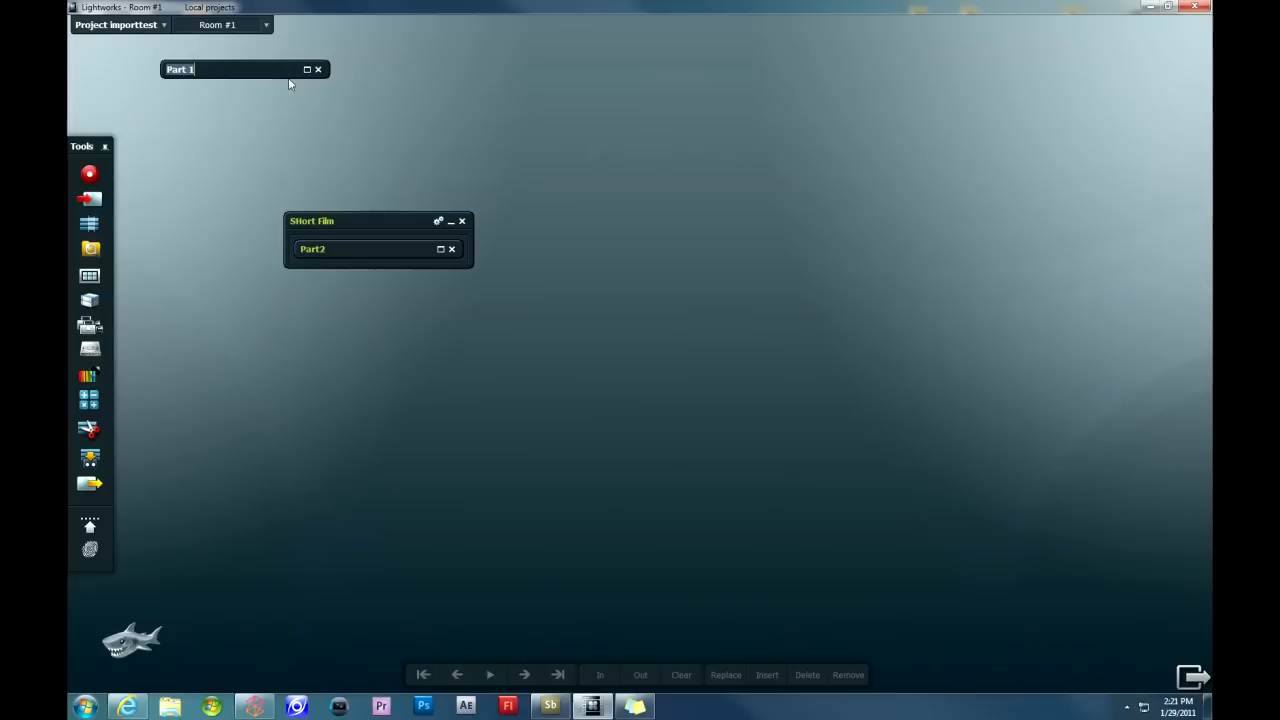 Lightworks - Room #1 Local projects
Project importtest Room #1
Part 1
Tools
SHort Film
Part2
In Out Clear Replace Insert Delete Remove
Pr Ps AE Fl Sb
2:21 PM
1/29/2011